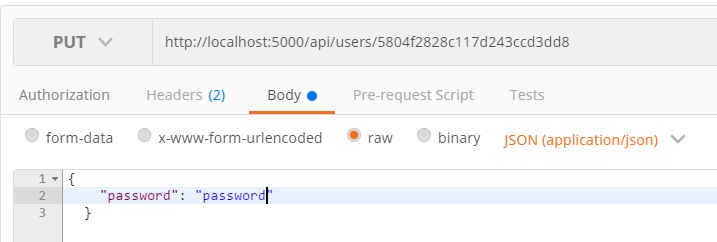 PUT http://localhost:5000/api/users/5804f2828c117d243ccd3dd8
Authorization Headers (2) Body Pre-request Script Tests
form-data x-www-form-urlencoded raw binary JSON (application/json)
1 {
2 "password": "password"
3 }